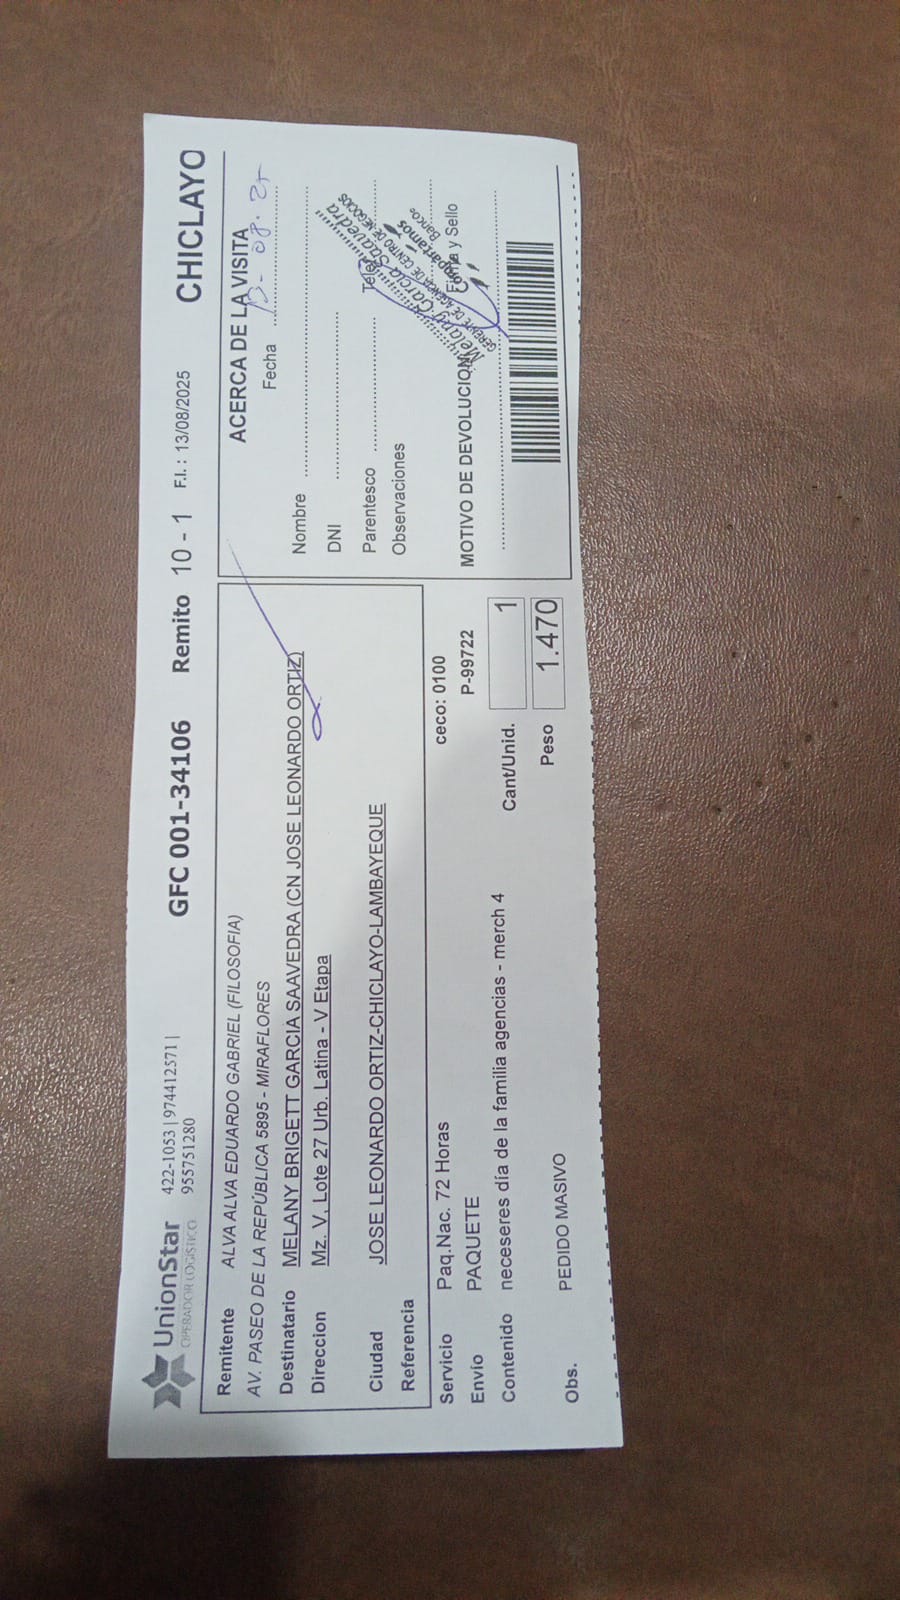 UnionStar
OPERADOR LOGÍSTICO
422-1053 | 974412571 |
955751280
GFC 001-34106
Remito 10 - 1
F.I. : 13/08/2025
CHICLAYO
Remitente ALVA ALVA EDUARDO GABRIEL (FILOSOFIA)
AV. PASEO DE LA REPÚBLICA 5895 - MIRAFLORES
Destinatario MELANY BRIGETT GARCIA SAAVEDRA (CN JOSE LEONARDO ORTIZ)
Direccion Mz. V, Lote 27 Urb. Latina - V Etapa
Ciudad JOSE LEONARDO ORTIZ-CHICLAYO-LAMBAYEQUE
Referencia
Servicio Paq.Nac. 72 Horas ceco: 0100
Envio PAQUETE P-99722
Contenido neceseres día de la familia agencias - merch 4
Cant/Unid. 1
Peso 1.470
Obs. PEDIDO MASIVO
ACERCA DE LA VISITA
Fecha
Nombre
DNI
Parentesco
Observaciones
MOTIVO DE DEVOLUCION
Firma y Sello
Melany García Saavedra
GERENTE DE AGENCIA DE CENTRO DE NEGOCIOS
Compartamos
Banco